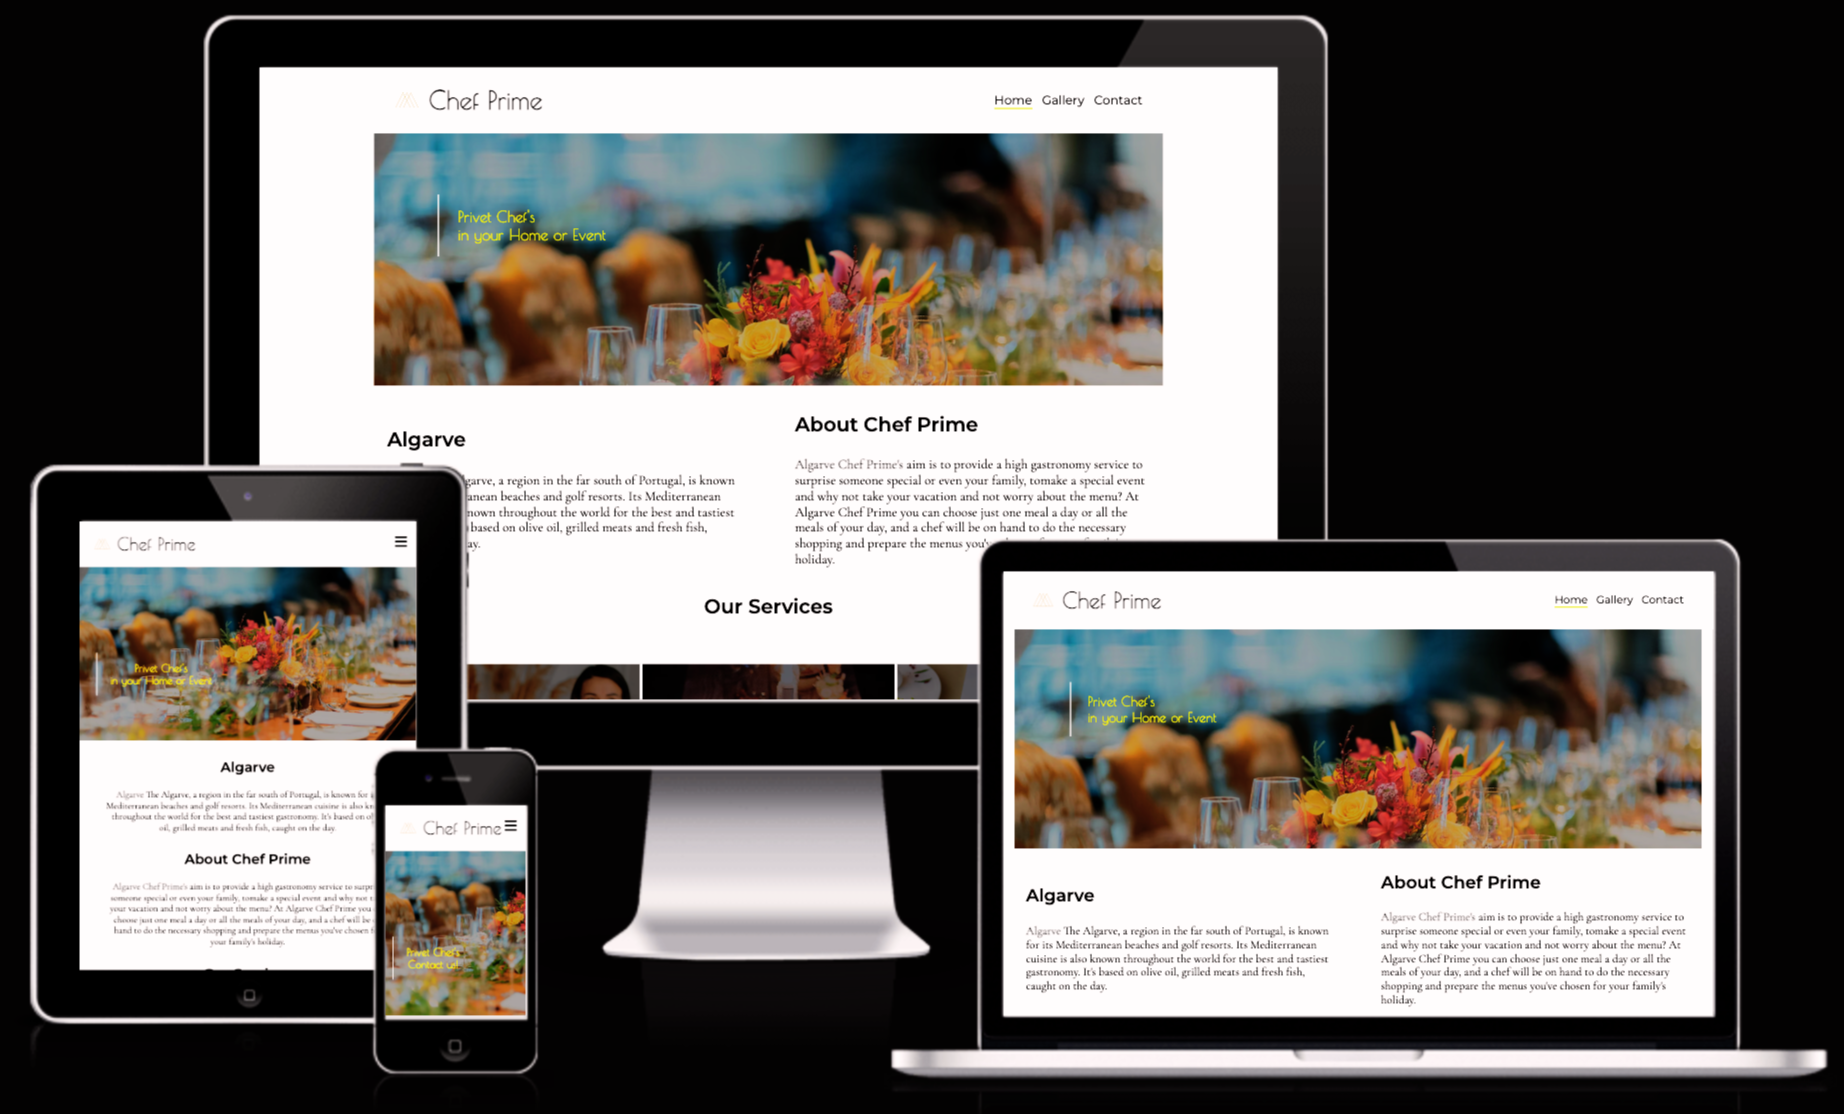 Chef Prime
Home Gallery Contact
Privet Chef's
in your Home or Event
Algarve
garve, a region in the far south of Portugal, is known
anean beaches and golf resorts. Its Mediterranean
nown throughout the world for the best and tastiest
based on olive oil, grilled meats and fresh fish,
ay.
About Chef Prime
Algarve Chef Prime's aim is to provide a high gastronomy service to
surprise someone special or even your family, tomake a special event
and why not take your vacation and not worry about the menu? At
Algarve Chef Prime you can choose just one meal a day or all the
meals of your day, and a chef will be on hand to do the necessary
shopping and prepare the menus you'v
holiday.
Our Services
Chef Prime
Privet Chef's
in your Home or Event
Algarve
Algarve The Algarve, a region in the far south of Portugal, is known for
Mediterranean beaches and golf resorts. Its Mediterranean cuisine is also kn
throughout the world for the best and tastiest gastronomy. It's based on ol
oil, grilled meats and fresh fish, caught on the day.
About Chef Prime
Algarve Chef Prime's aim is to provide a high gastronomy service to surpr
someone special or even your family, tomake a special event and why not t
your vacation and not worry about the menu? At Algarve Chef Prime you
choose just one meal a day or all the meals of your day, and a chef will be
hand to do the necessary shopping and prepare the menus you've chosen f
your family's holiday.
Chef Prime
Privet Chef's
Contact us!
Chef Prime
Home Gallery Contact
Privet Chef's
in your Home or Event
Algarve
Algarve The Algarve, a region in the far south of Portugal, is known
for its Mediterranean beaches and golf resorts. Its Mediterranean
cuisine is also known throughout the world for the best and tastiest
gastronomy. It's based on olive oil, grilled meats and fresh fish,
caught on the day.
About Chef Prime
Algarve Chef Prime's aim is to provide a high gastronomy service to
surprise someone special or even your family, tomake a special event
and why not take your vacation and not worry about the menu? At
Algarve Chef Prime you can choose just one meal a day or all the
meals of your day, and a chef will be on hand to do the necessary
shopping and prepare the menus you've chosen for your family's
holiday.